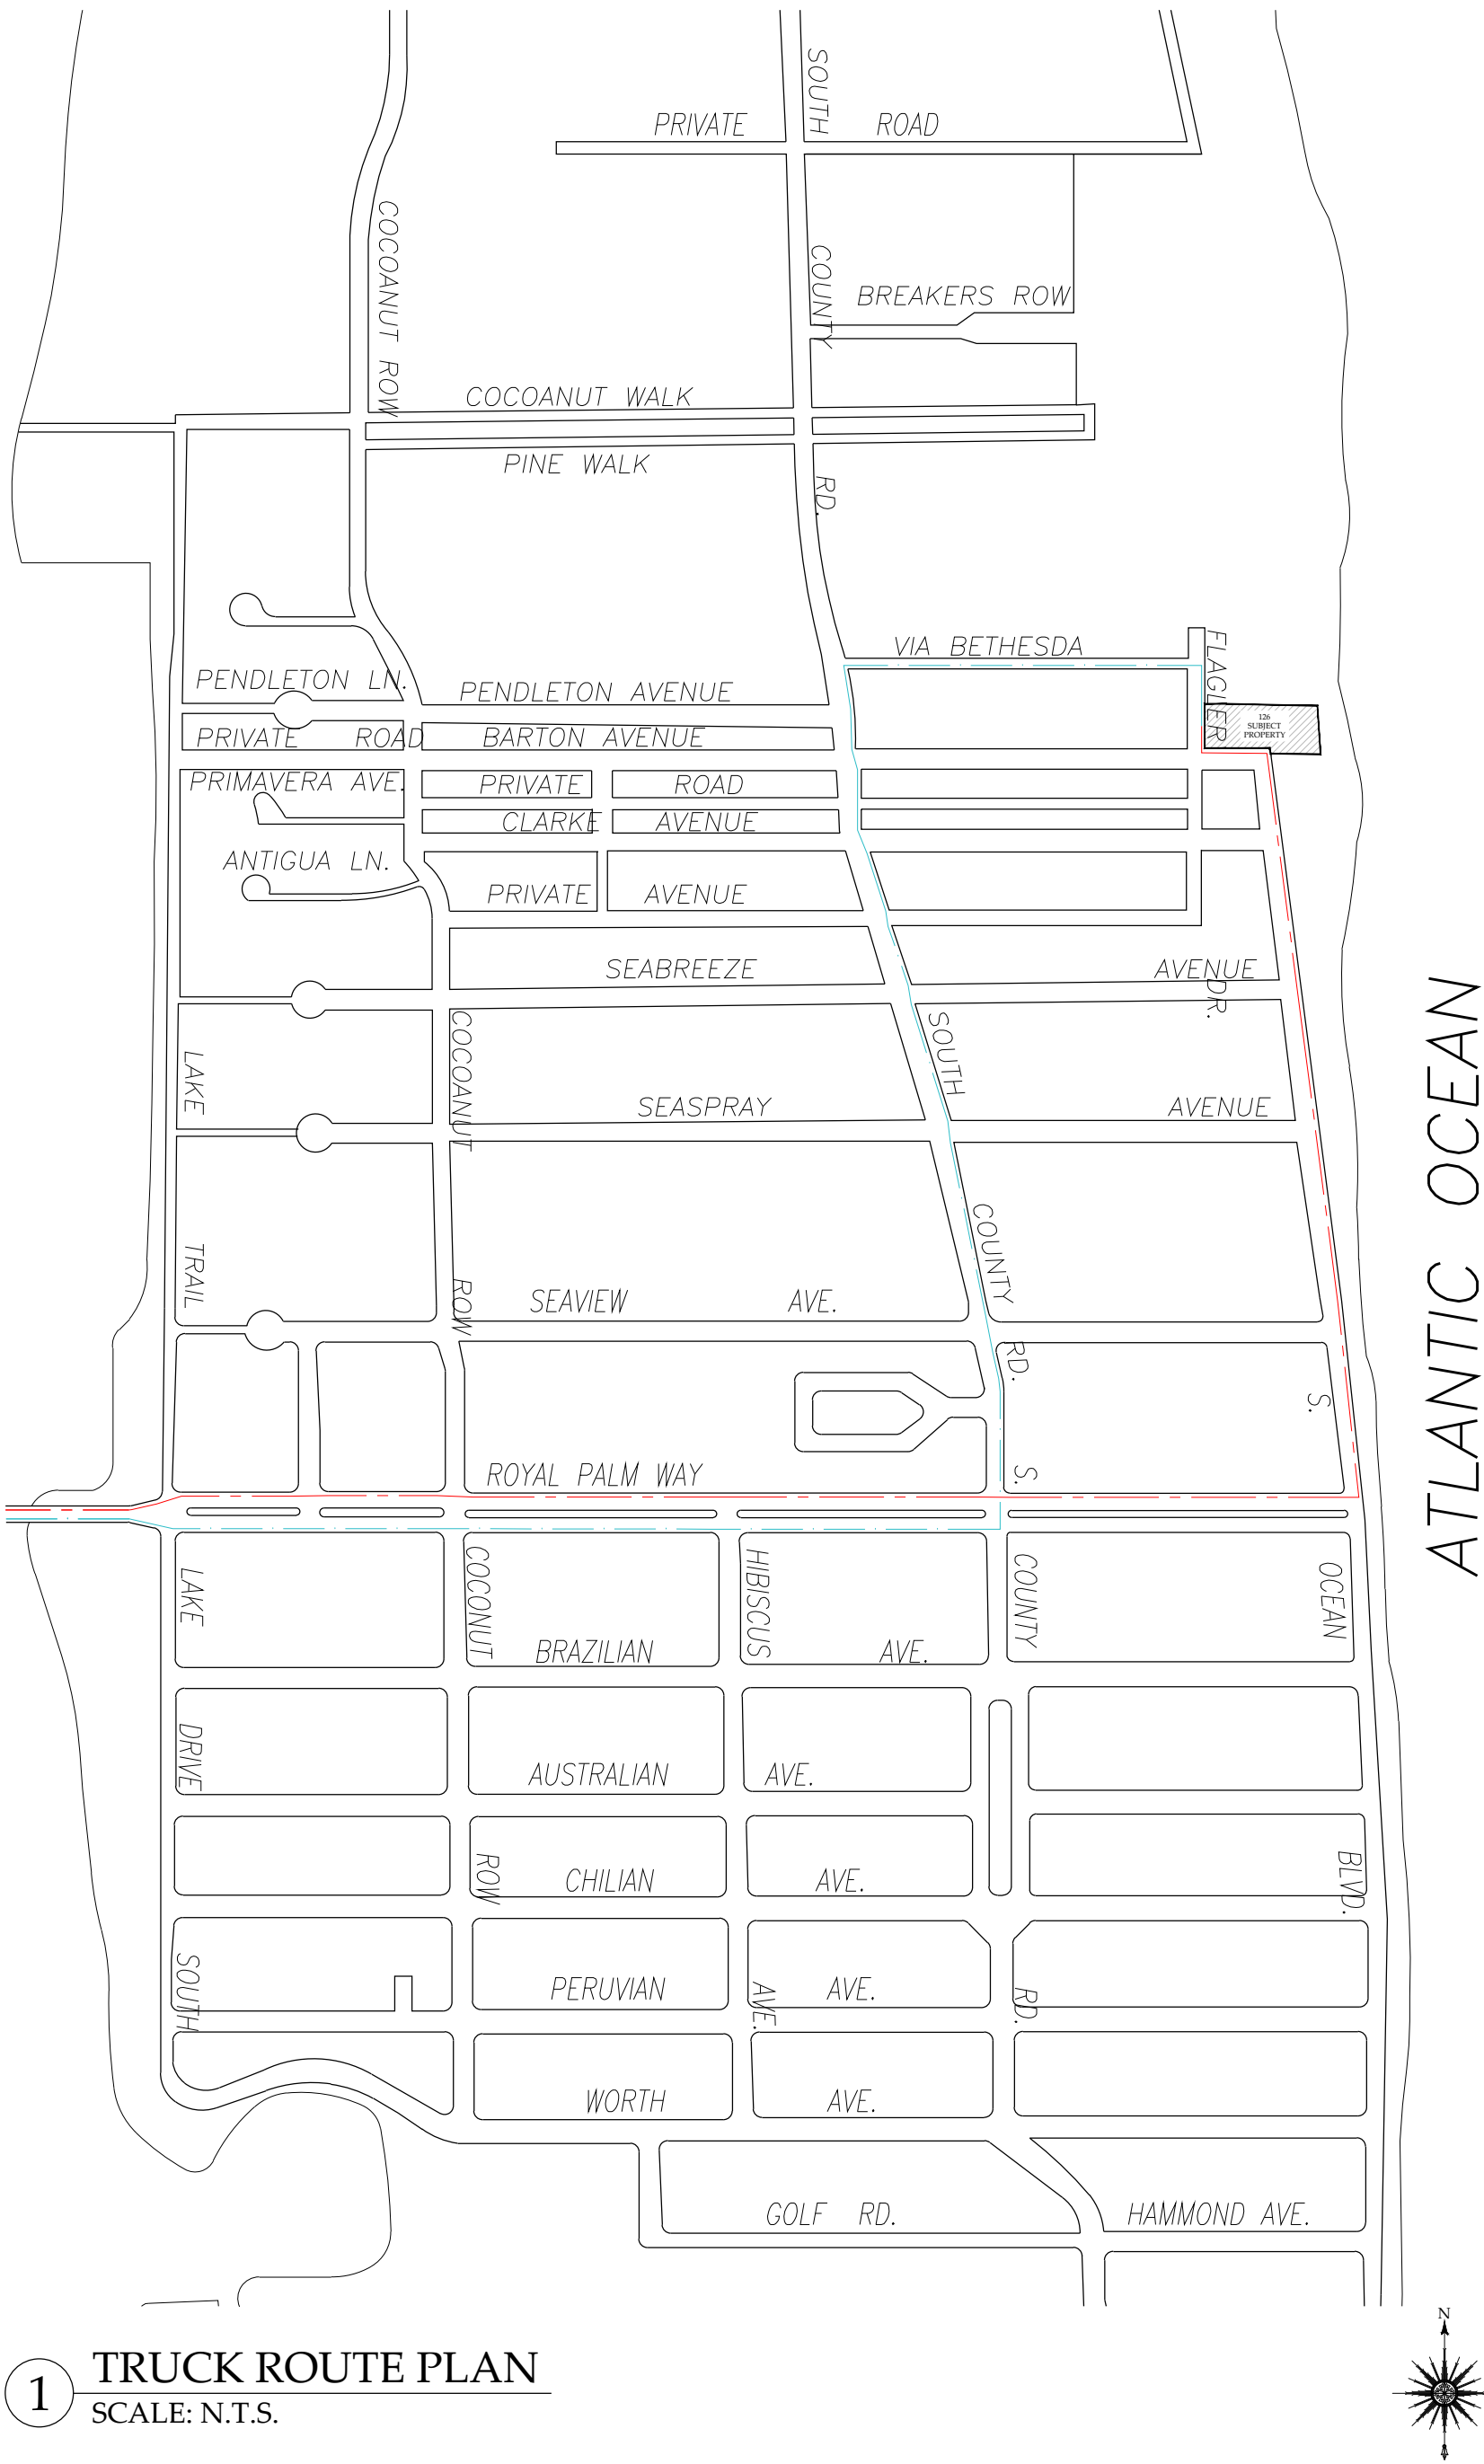 SOUTH
PRIVATE ROAD
COCOANUT ROW
COUNTY
BREAKERS ROW
COCOANUT WALK
PINE WALK
RD.
VIA BETHESDA
FLAGLER
PENDLETON LN.
PENDLETON AVENUE
126
SUBJECT
PROPERTY
PRIVATE ROAD
BARTON AVENUE
PRIMAVERA AVE.
PRIVATE ROAD
CLARKE AVENUE
ANTIGUA LN.
PRIVATE AVENUE
SEABREEZE AVENUE
DR.
ATLANTIC OCEAN
LAKE
COCOANUT
SOUTH
SEASPRAY AVENUE
TRAIL
COUNTY
ROW
SEAVIEW AVE.
RD.
S.
ROYAL PALM WAY
S.
LAKE
COCONUT
HIBISCUS
COUNTY
OCEAN
BRAZILIAN AVE.
DRIVE
AUSTRALIAN AVE.
ROW
CHILIAN AVE.
BLVD.
SOUTH
PERUVIAN AVE.
AVE.
RD.
WORTH AVE.
GOLF RD.
HAMMOND AVE.
N
1
TRUCK ROUTE PLAN
SCALE: N.T.S.